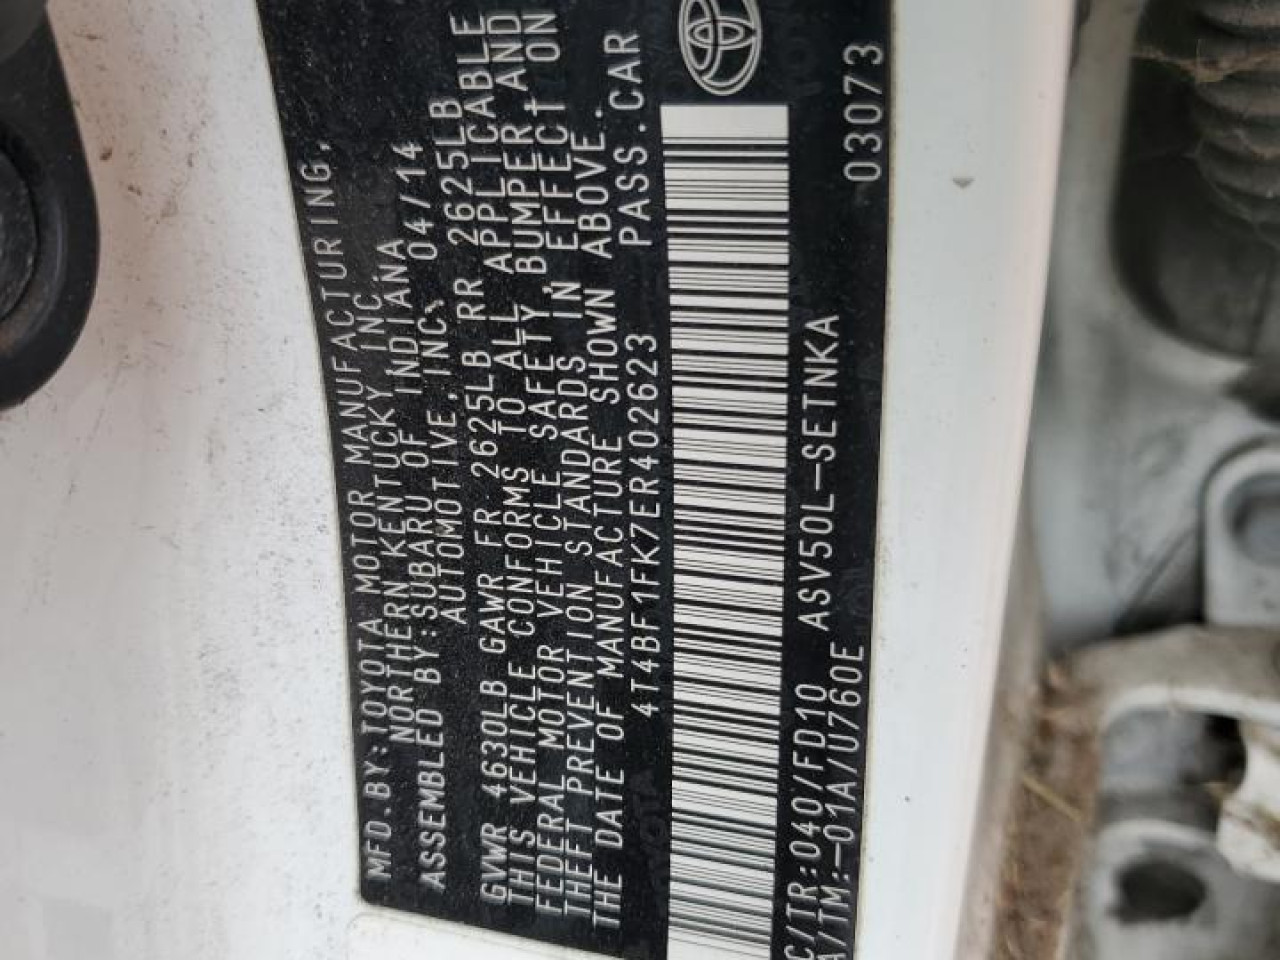 MFD.BY:TOYOTA MOTOR MANUFACTURING,
NORTHERN KENTUCKY INC.
ASSEMBLED BY:SUBARU OF INDIANA
AUTOMOTIVE,INC. 04/14
GVWR 4630LB GAWR FR 2625LB RR 2625LB
THIS VEHICLE CONFORMS TO ALL APPLICABLE
FEDERAL MOTOR VEHICLE SAFETY,BUMPER,AND
THEFT PREVENTION STANDARDS IN EFFECT ON
THE DATE OF MANUFACTURE SHOWN ABOVE.
4T4BF1FK7ER402623 PASS.CAR
C/TR:040/FD10 ASV50L-SETNKA 03073
A/TM:-01A/U760E